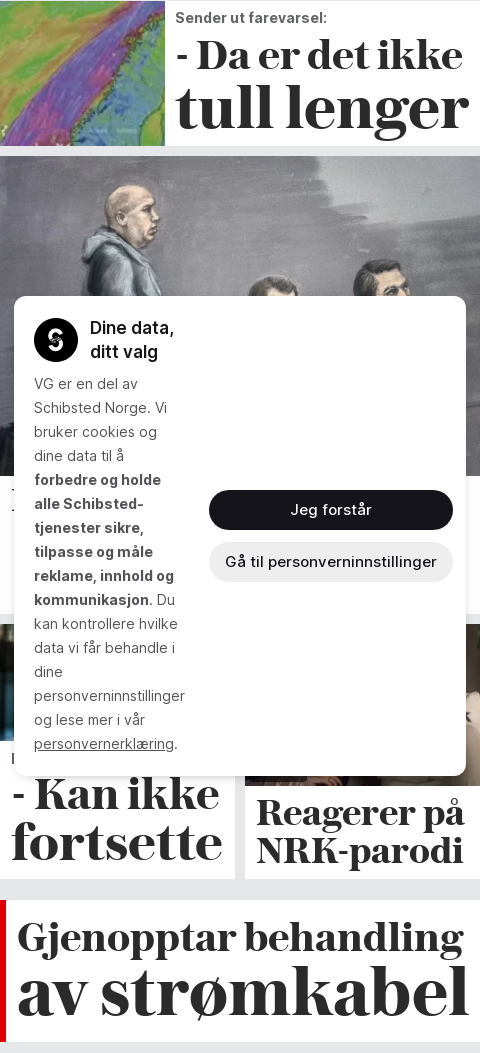 Sender ut farevarsel:
- Da er det ikke
tull lenger
Dine data,
ditt valg
VG er en del av
Schibsted Norge. Vi
bruker cookies og
dine data til å
forbedre og holde
alle Schibsted-
tjenester sikre,
tilpasse og måle
reklame, innhold og
kommunikasjon. Du
kan kontrollere hvilke
data vi får behandle i
dine
personverninnstillinger
og lese mer i vår
personvernerklæring.
Jeg forstår
Gå til personverninnstillinger
- Kan ikke
fortsette
Reagerer på
NRK-parodi
Gjenopptar behandling
av strømkabel